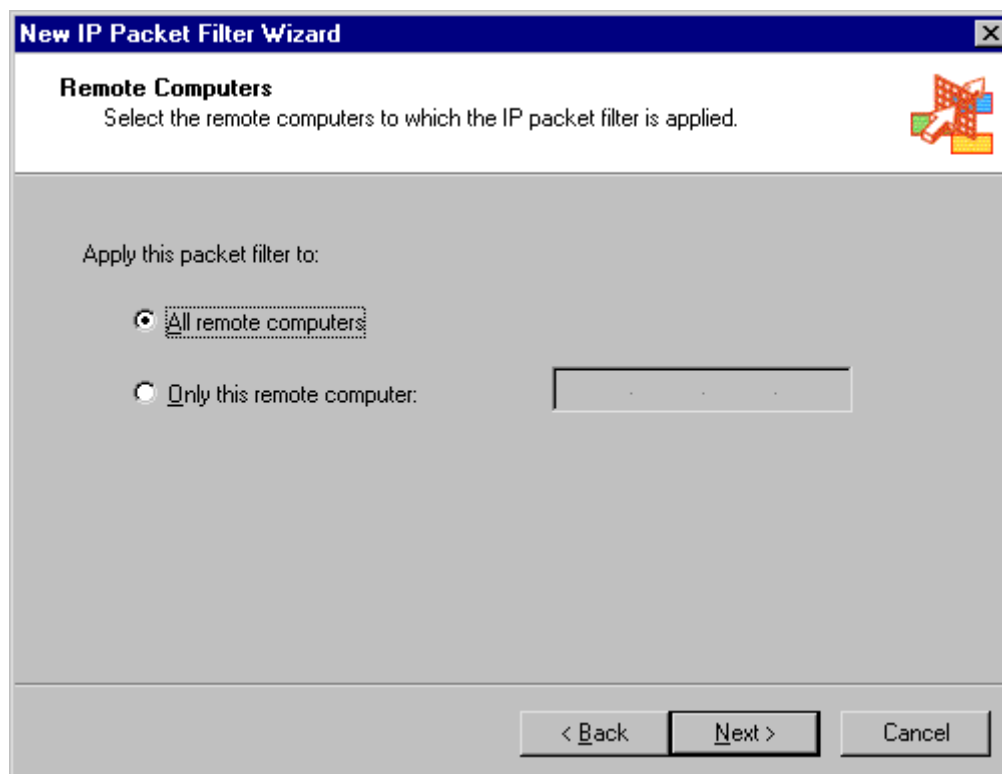 New IP Packet Filter Wizard
Remote Computers
Select the remote computers to which the IP packet filter is applied.
Apply this packet filter to:
All remote computers
Only this remote computer:
. . .
< Back
Next >
Cancel